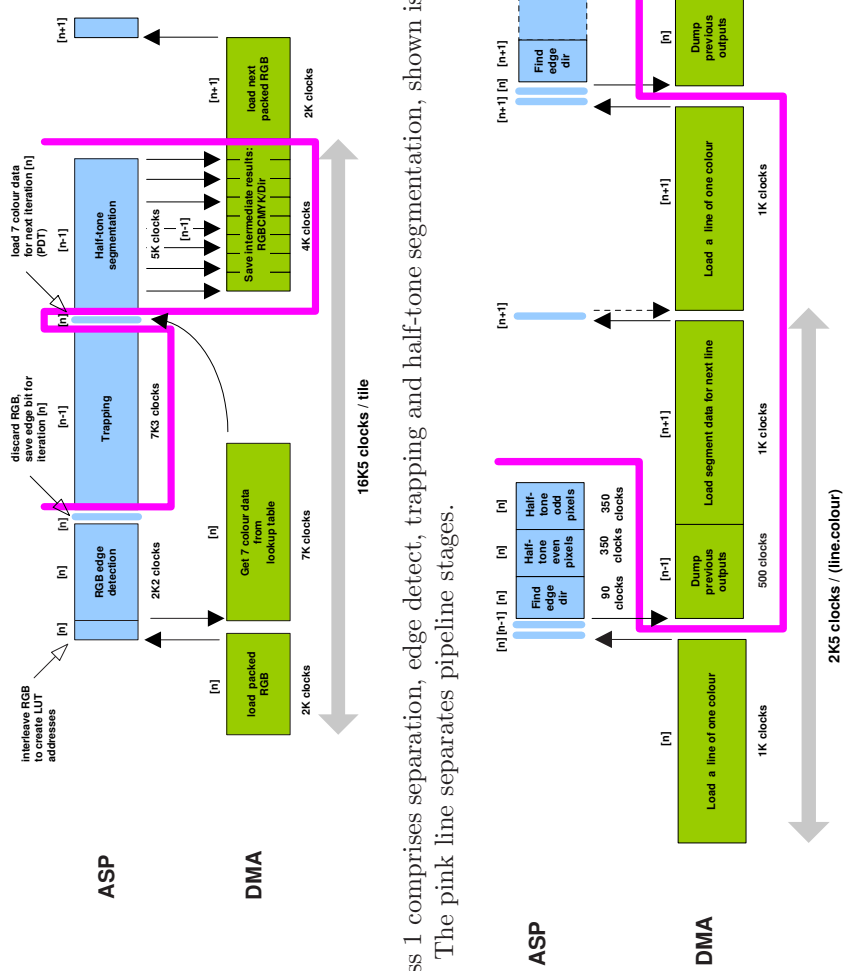 interleave RGB
to create LUT
addresses
discard RGB,
save edge bit for
iteration [n]
load 7 colour data
for next iteration [n]
(PDT)
[n]
[n]
[n]
[n-1]
[n]
[n-1]
[n+1]
ASP
RGB edge
detection
Trapping
Half-tone
segmentation
2K2 clocks
7K3 clocks
5K clocks
[n-1]
[n]
[n]
[n+1]
DMA
load packed
RGB
Get 7 colour data
from
lookup table
Save intermediate results:
RGBCMYK/Dir
load next
packed RGB
2K clocks
7K clocks
4K clocks
2K clocks
16K5 clocks / tile
ss 1 comprises separation, edge detect, trapping and half-tone segmentation, shown is
The pink line separates pipeline stages.
[n]
[n-1]
[n]
[n]
[n]
[n+1]
[n+1]
[n]
[n+1]
ASP
Find
edge
dir
Half-
tone
even
pixels
Half-
tone
odd
pixels
Find
edge
dir
90
clocks
350
clocks
350
clocks
[n]
[n-1]
[n+1]
[n+1]
[n]
DMA
Load a line of one colour
Dump
previous
outputs
Load segment data for next line
Load a line of one colour
Dump
previous
outputs
1K clocks
500 clocks
1K clocks
1K clocks
2K5 clocks / (line.colour)